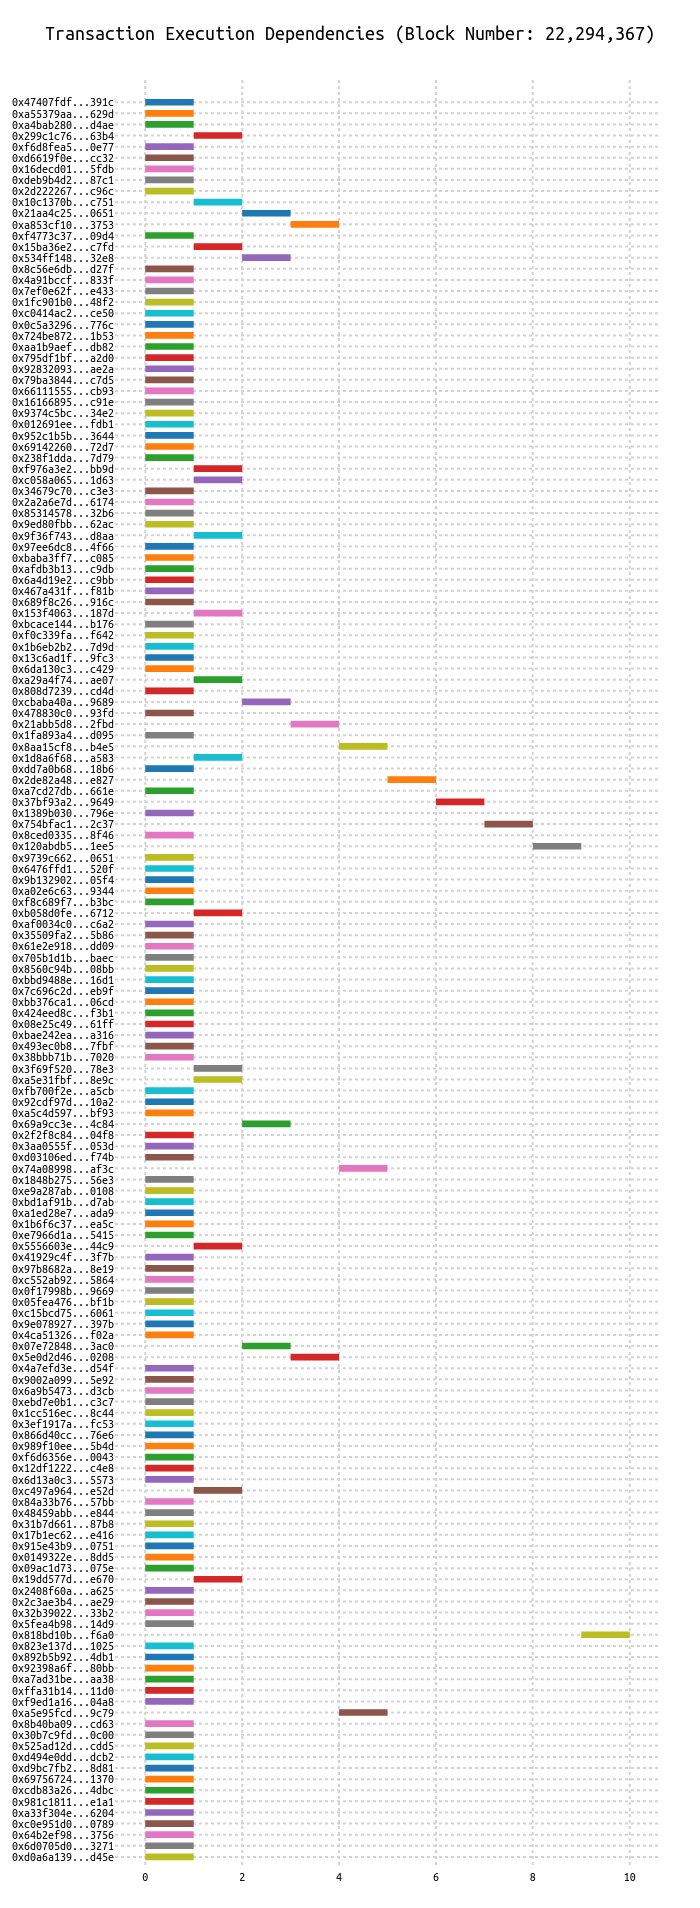 Transaction Execution Dependencies (Block Number: 22,294,367)
0x47407fdf...391c
0xa55379aa...629d
0xa4bab280...d4ae
0x299c1c76...63b4
0xf6d8fea5...0e77
0xd6619f0e...cc32
0x16decd01...5fdb
0xdeb9b4d2...87c1
0x2d222267...c96c
0x10c1370b...c751
0x21aa4c25...0651
0xa853cf10...3753
0xf4773c37...09d4
0x15ba36e2...c7fd
0x534ff148...32e8
0x8c56e6db...d27f
0x4a91bccf...833f
0x7ef0e62f...e433
0x1fc901b0...48f2
0xc0414ac2...ce50
0x0c5a3296...776c
0x724be872...1b53
0xaa1b9aef...db82
0x795df1bf...a2d0
0x92832093...ae2a
0x79ba3844...c7d5
0x66111555...cb93
0x16166895...c91e
0x9374c5bc...34e2
0x012691ee...fdb1
0x952c1b5b...3644
0x69142260...72d7
0x238f1dda...7d79
0xf976a3e2...bb9d
0xc058a065...1d63
0x34679c70...c3e3
0x2a2a6e7d...6174
0x85314578...32b6
0x9ed80fbb...62ac
0x9f36f743...d8aa
0x97ee6dc8...4f66
0xbaba3ff7...c085
0xafdb3b13...c9db
0x6a4d19e2...c9bb
0x467a431f...f81b
0x689f8c26...916c
0x153f4063...187d
0xbcace144...b176
0xf0c339fa...f642
0x1b6eb2b2...7d9d
0x13c6ad1f...9fc3
0x6da130c3...c429
0xa29a4f74...ae07
0x808d7239...cd4d
0xcbaba40a...9689
0x478830c0...93fd
0x21abb5d8...2fbd
0x1fa893a4...d095
0x8aa15cf8...b4e5
0x1d8a6f68...a583
0xdd7a0b68...18b6
0x2de82a48...e827
0xa7cd27db...661e
0x37bf93a2...9649
0x1389b030...796e
0x754bfac1...2c37
0x8ced0335...8f46
0x120abdb5...1ee5
0x9739c662...0651
0x6476ffd1...520f
0x9b132902...05f4
0xa02e6c63...9344
0xf8c689f7...b3bc
0xb058d0fe...6712
0xaf0034c0...c6a2
0x35509fa2...5b86
0x61e2e918...dd09
0x705b1d1b...baec
0x8560c94b...08bb
0xbbd9488e...16d1
0x7c696c2d...eb9f
0xbb376ca1...06cd
0x424eed8c...f3b1
0x08e25c49...61ff
0xbae242ea...a316
0x493ec0b8...7fbf
0x38bbb71b...7020
0x3f69f520...78e3
0xa5e31fbf...8e9c
0xfb700f2e...a5cb
0x92cdf97d...10a2
0xa5c4d597...bf93
0x69a9cc3e...4c84
0x2f2f8c84...04f8
0x3aa0555f...053d
0xd03106ed...f74b
0x74a08998...af3c
0x1848b275...56e3
0xe9a287ab...0108
0xbd1af91b...d7ab
0xa1ed28e7...ada9
0x1b6f6c37...ea5c
0xe7966d1a...5415
0x5556603e...44c9
0x41929c4f...3f7b
0x97b8682a...8e19
0xc552ab92...5864
0x0f17998b...9669
0x05fea476...bf1b
0xc15bcd75...6061
0x9e078927...397b
0x4ca51326...f02a
0x07e72848...3ac0
0x5e0d2d46...0208
0x4a7efd3e...d54f
0x9002a099...5e92
0x6a9b5473...d3cb
0xebd7e0b1...c3c7
0x1cc516ec...8c44
0x3ef1917a...fc53
0x866d40cc...76e6
0x989f10ee...5b4d
0xf6d6356e...0043
0x12df1222...c4e8
0x6d13a0c3...5573
0xc497a964...e52d
0x84a33b76...57bb
0x48459abb...e844
0x31b7d661...87b8
0x17b1ec62...e416
0x915e43b9...0751
0x0149322e...8dd5
0x09ac1d73...075e
0x19dd577d...e670
0x2408f60a...a625
0x2c3ae3b4...ae29
0x32b39022...33b2
0x5fea4b98...14d9
0x818bd10b...f6a0
0x823e137d...1025
0x892b5b92...4db1
0x92398a6f...80bb
0xa7ad31be...aa38
0xffa31b14...11d0
0xf9ed1a16...04a8
0xa5e95fcd...9c79
0x8b40ba09...cd63
0x30b7c9fd...0c00
0x525ad12d...cdd5
0xd494e0dd...dcb2
0xd9bc7fb2...8d81
0x69756724...1370
0xcdb83a26...4dbc
0x981c1811...e1a1
0xa33f304e...6204
0xc0e951d0...0789
0x64b2ef98...3756
0x6d0705d0...3271
0xd0a6a139...d45e
0 2 4 6 8 10